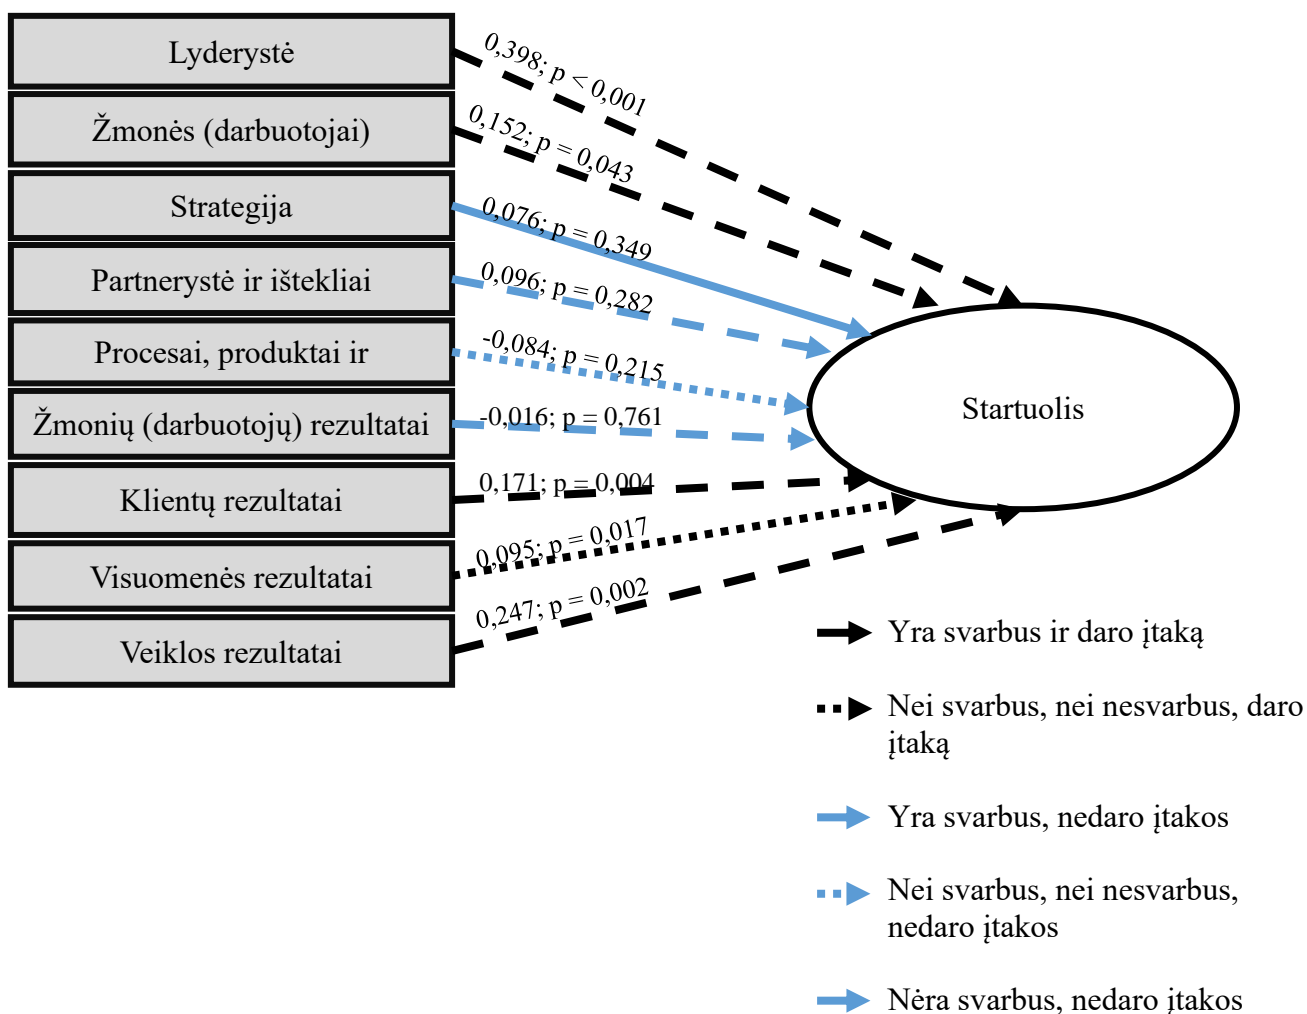 Lyderystė
0,398; p < 0,001
Žmonės (darbuotojai)
0,152; p = 0,043
Strategija
0,076; p = 0,349
Partnerystė ir ištekliai
0,096; p = 0,282
Procesai, produktai ir
-0,084; p = 0,215
Žmonių (darbuotojų) rezultatai
-0,016; p = 0,761
Klientų rezultatai
0,171; p = 0,004
Visuomenės rezultatai
0,095; p = 0,017
Veiklos rezultatai
0,247; p = 0,002
Startuolis
Yra svarbus ir daro įtaką
Nei svarbus, nei nesvarbus, daro
įtaką
Yra svarbus, nedaro įtakos
Nei svarbus, nei nesvarbus,
nedaro įtakos
Nėra svarbus, nedaro įtakos